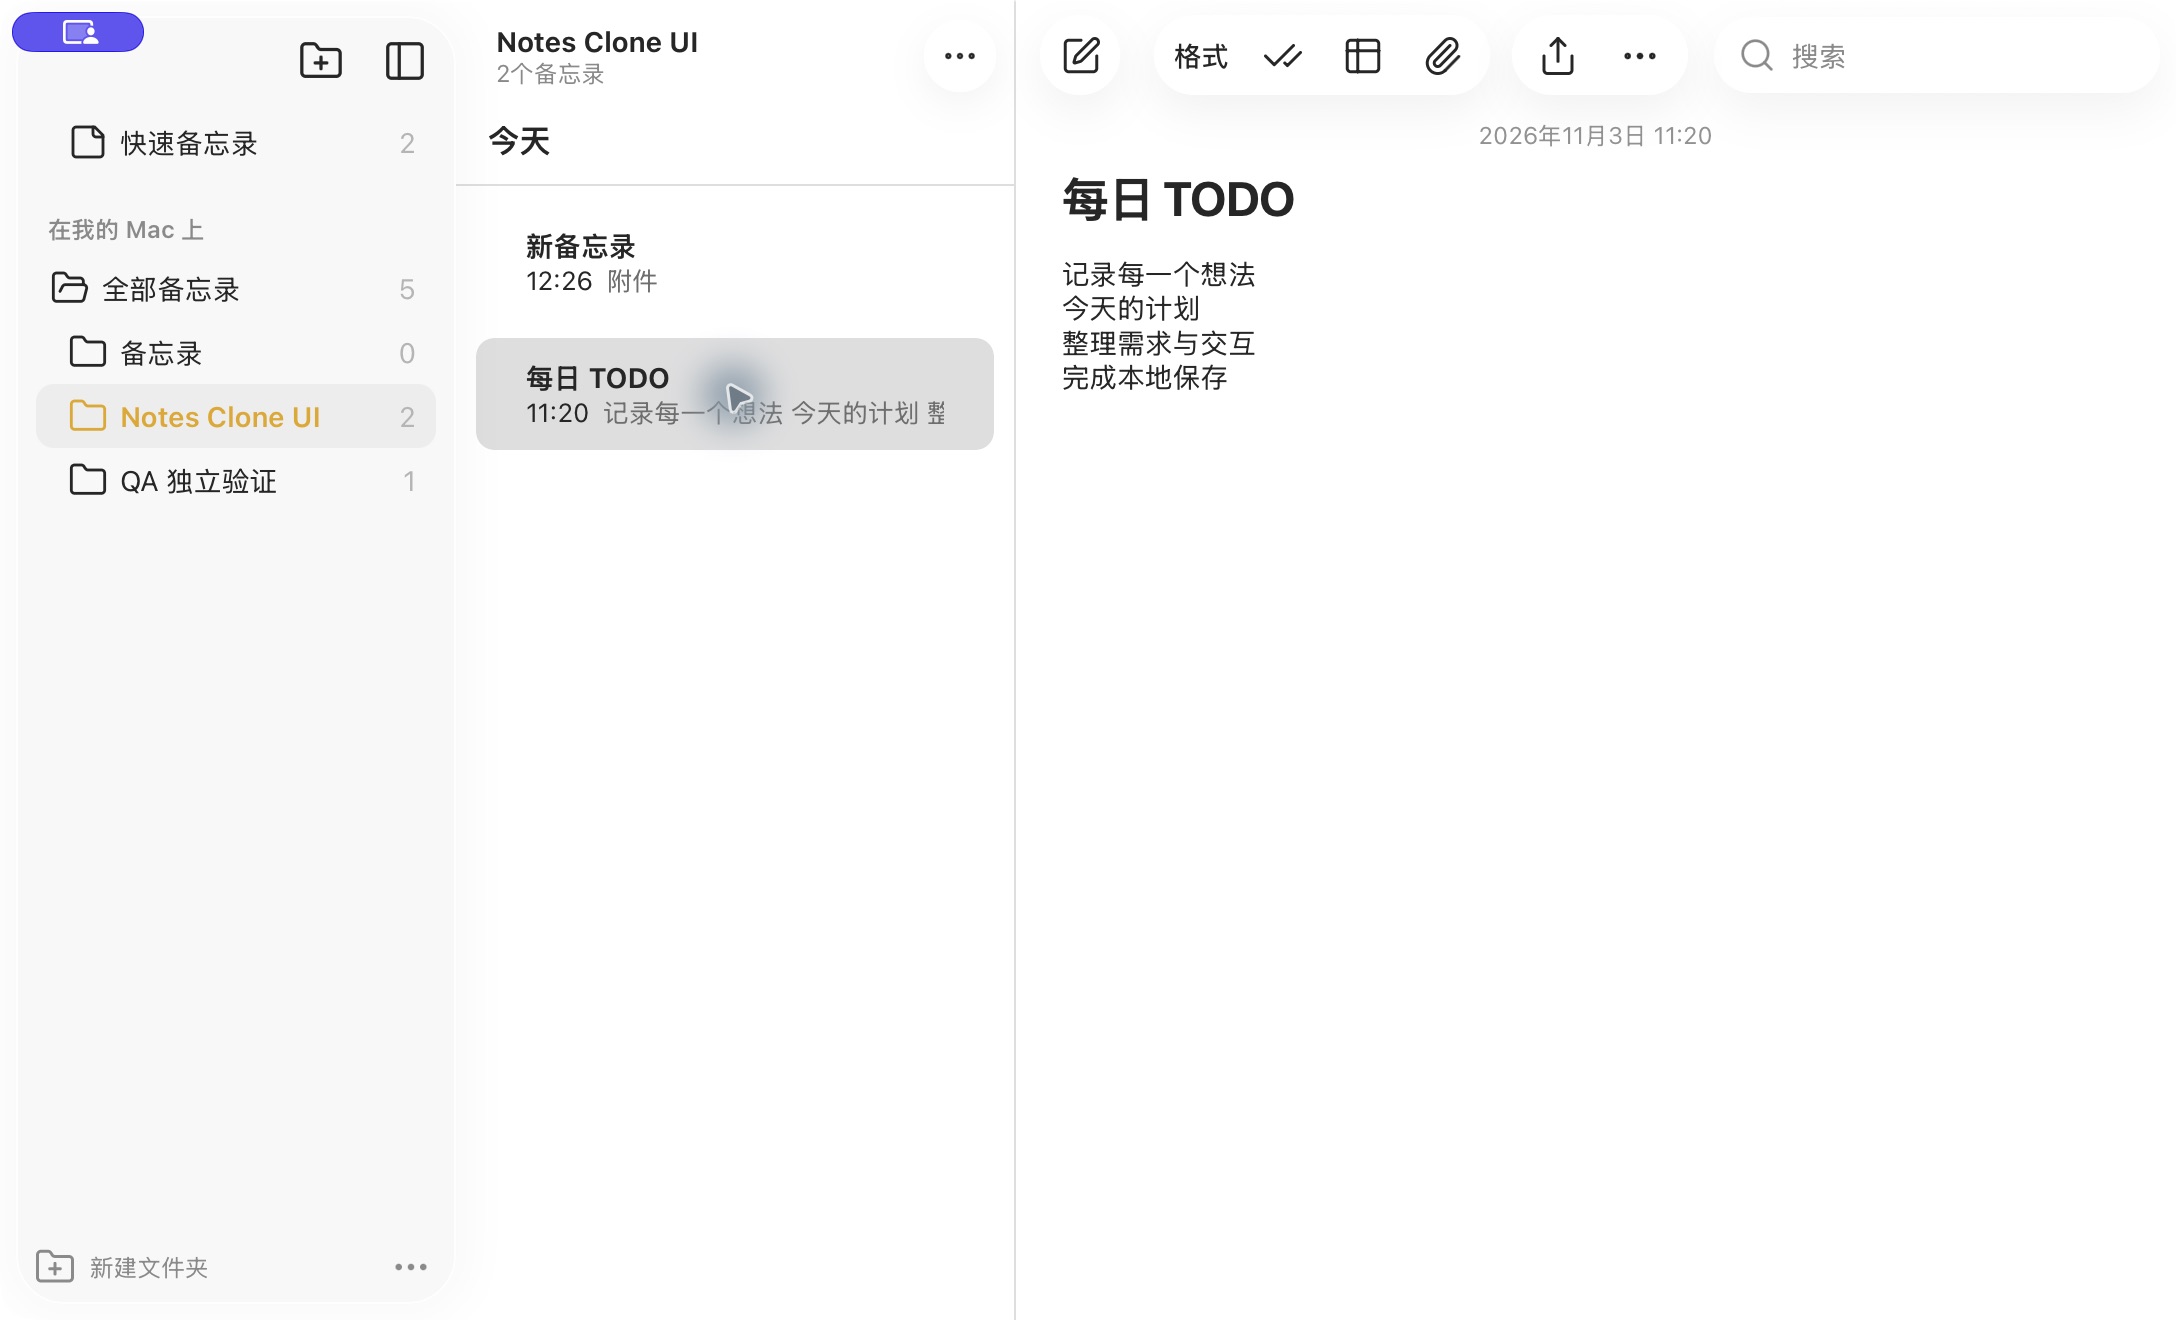 快速备忘录 2
在我的 Mac 上
全部备忘录 5
备忘录 0
Notes Clone UI 2
QA 独立验证 1
新建文件夹
Notes Clone UI
2个备忘录
今天
新备忘录
12:26 附件
每日 TODO
11:20 记录每一个想法 今天的计划 整
格式
搜索
2026年11月3日 11:20
每日 TODO
记录每一个想法
今天的计划
整理需求与交互
完成本地保存